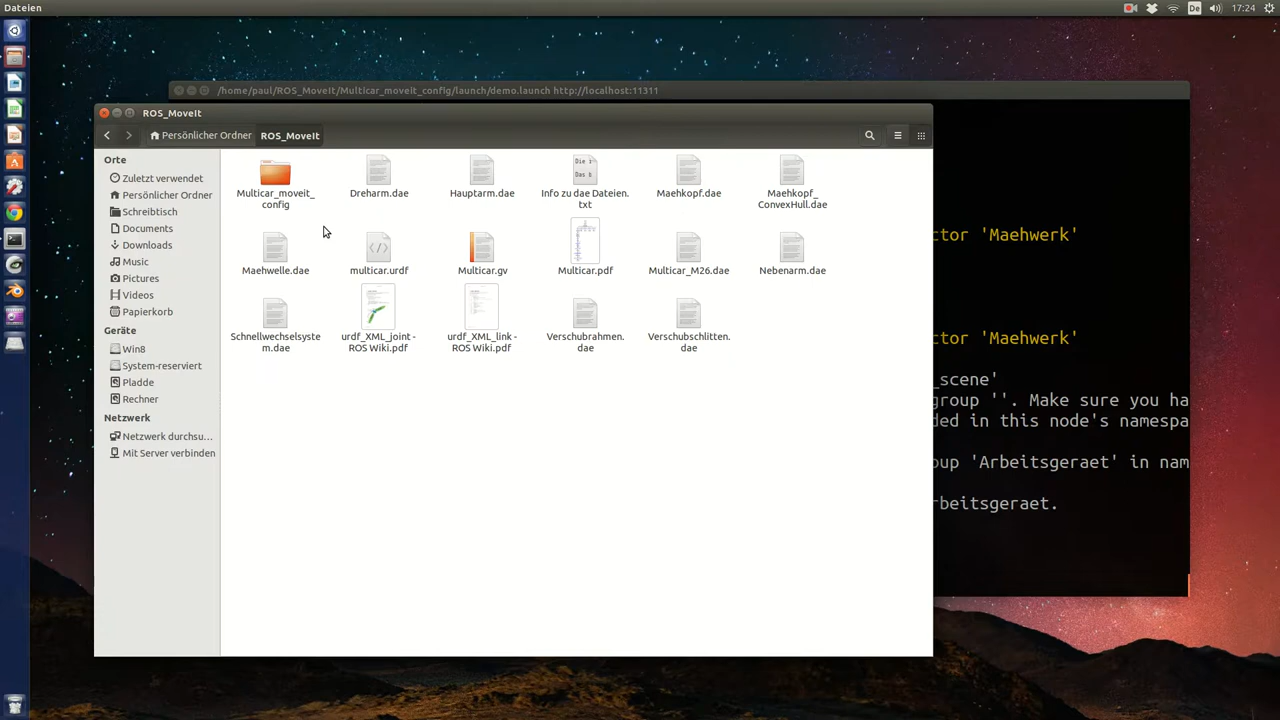 Dateien
De
17:24
/home/paul/ROS_MoveIt/Multicar_moveit_config/launch/demo.launch http://localhost:11311
ROS_MoveIt
Persönlicher Ordner
ROS_MoveIt
Orte
Zuletzt verwendet
Persönlicher Ordner
Schreibtisch
Documents
Downloads
Music
Pictures
Videos
Papierkorb
Geräte
Win8
System-reserviert
Pladde
Rechner
Netzwerk
Netzwerk durchsu...
Mit Server verbinden
Multicar_moveit_
config
Dreharm.dae
Hauptarm.dae
Info zu dae Dateien.
txt
Maehkopf.dae
Maehkopf_
ConvexHull.dae
Maehwelle.dae
multicar.urdf
Multicar.gv
Multicar.pdf
Multicar_M26.dae
Nebenarm.dae
Schnellwechselsyste
m.dae
urdf_XML_joint -
ROS Wiki.pdf
urdf_XML_link -
ROS Wiki.pdf
Verschubrahmen.
dae
Verschubschlitten.
dae
ctor 'Maehwerk'
ctor 'Maehwerk'
_scene'
group ''. Make sure you ha
ded in this node's namespa
oup 'Arbeitsgeraet' in nam
rbeitsgeraet.